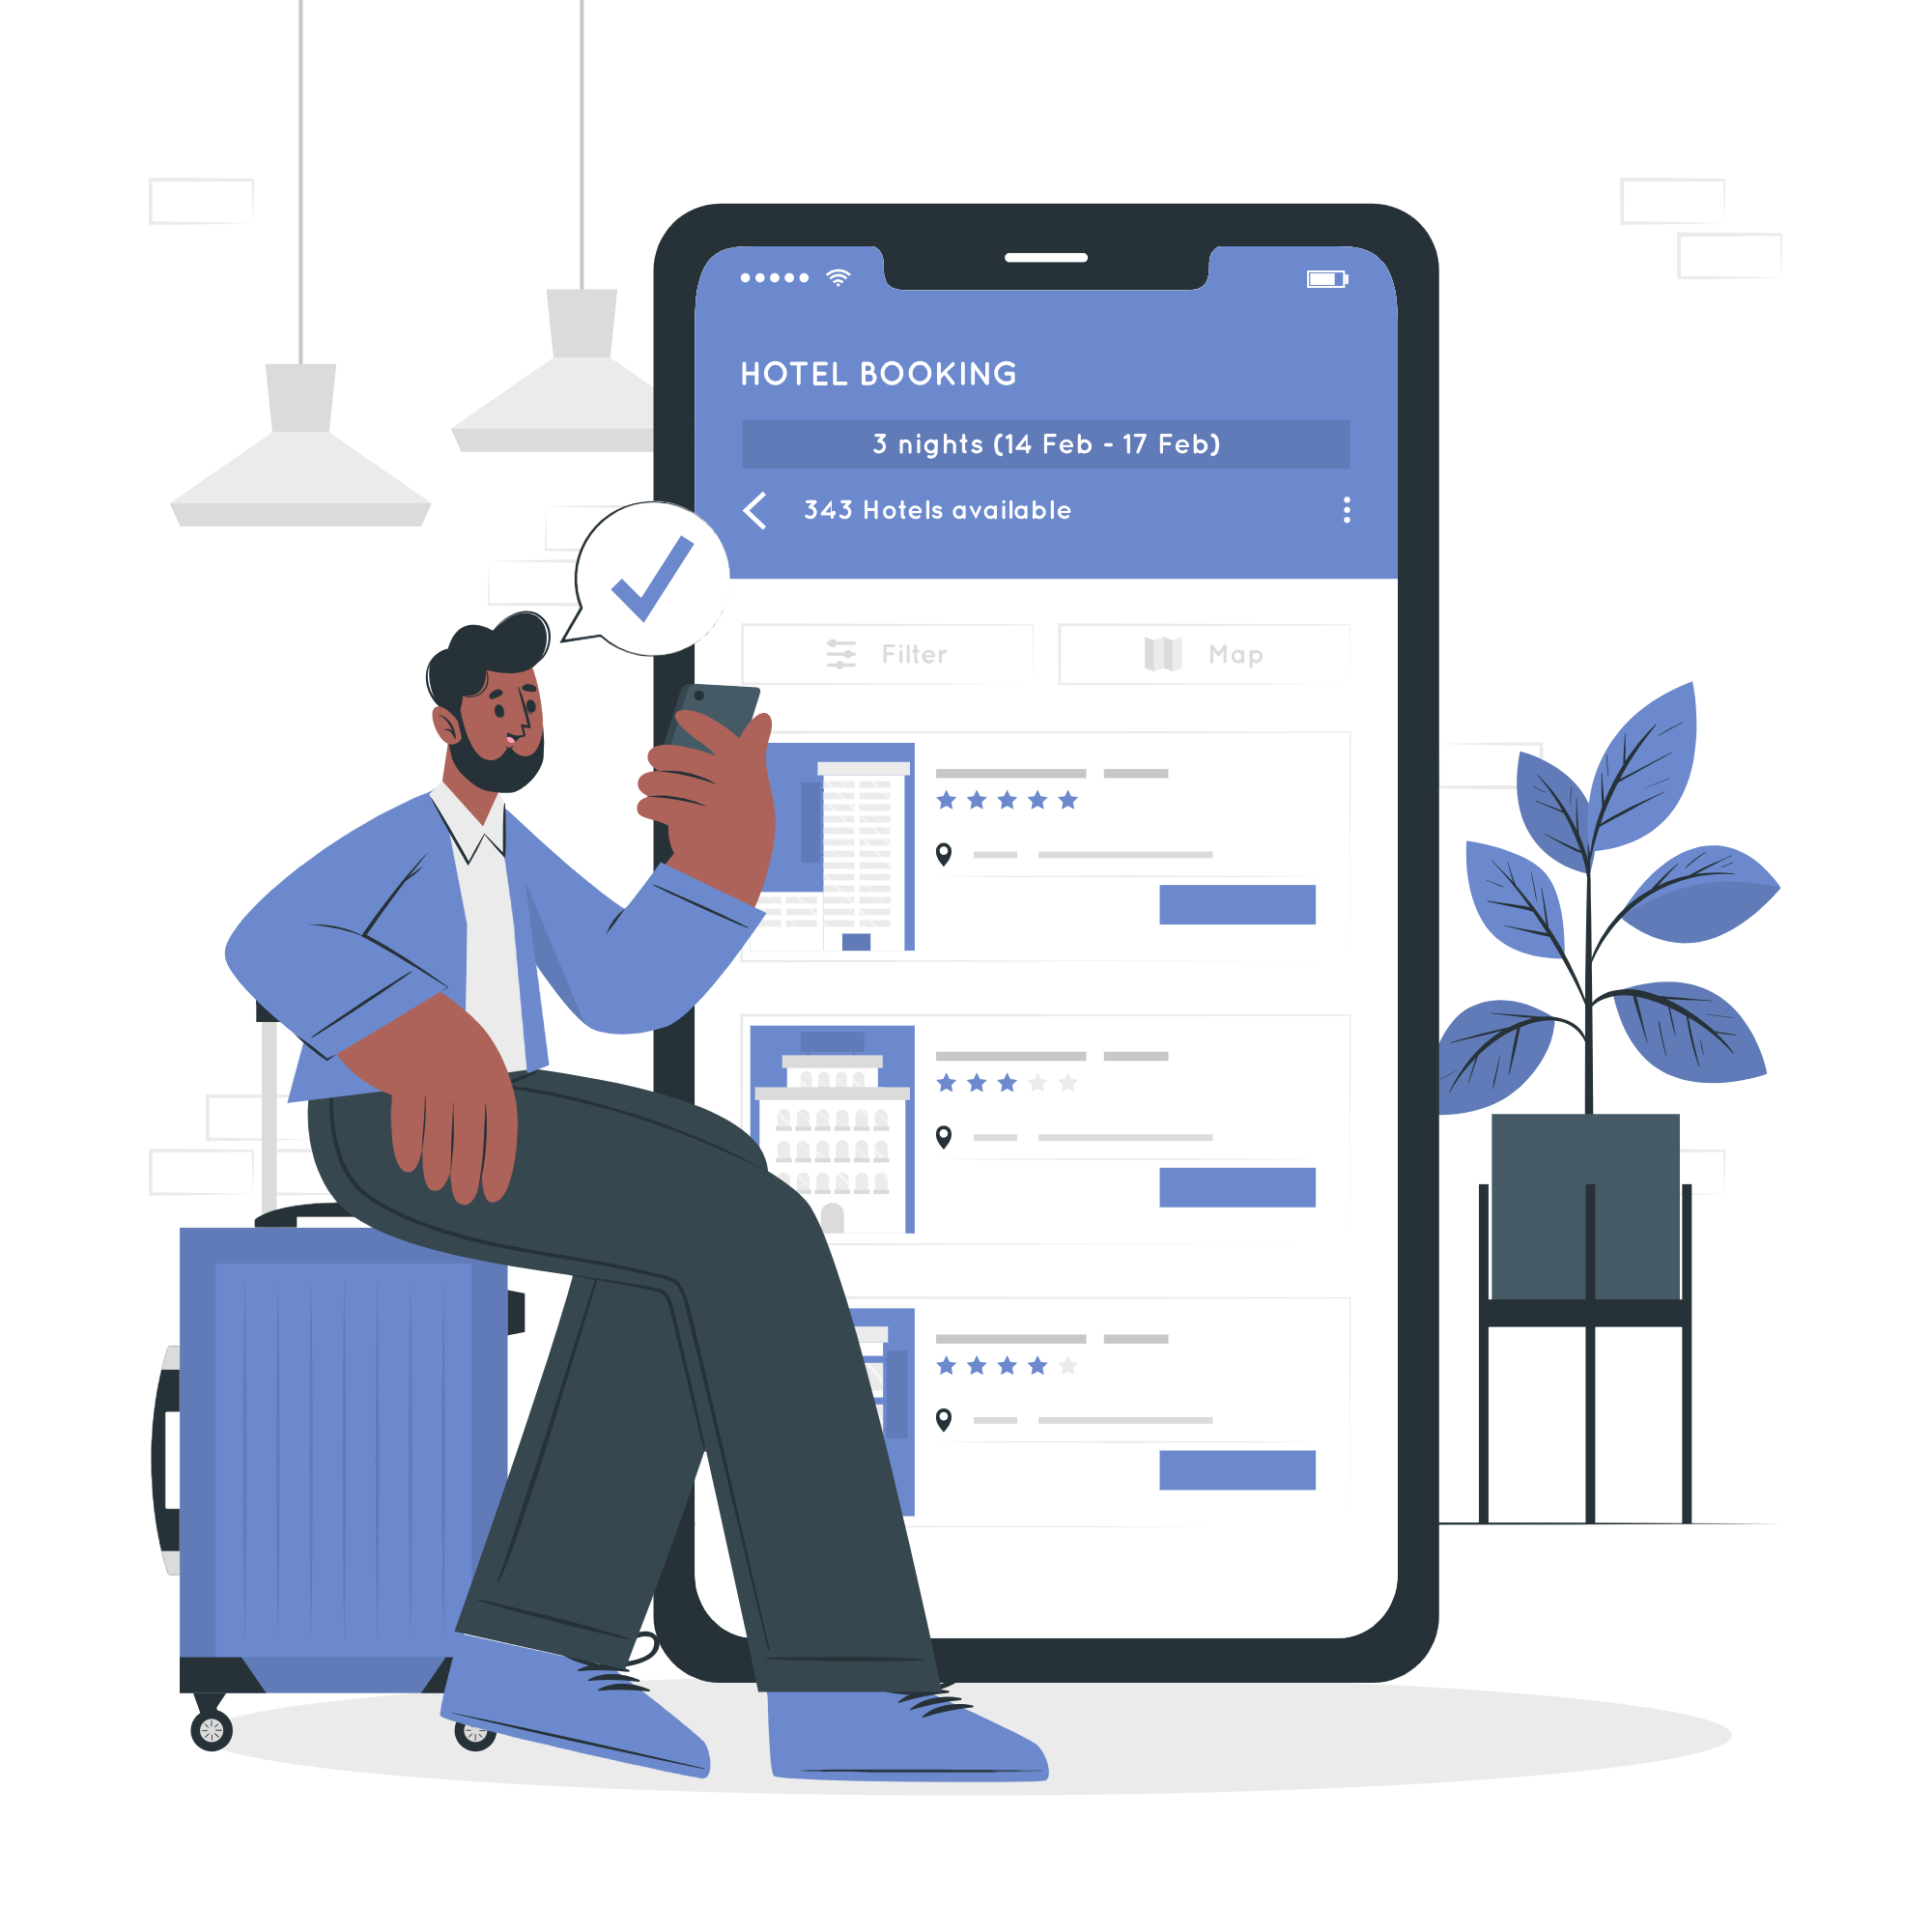 HOTEL BOOKING
3 nights (14 Feb - 17 Feb)
343 Hotels available
Filter
Map